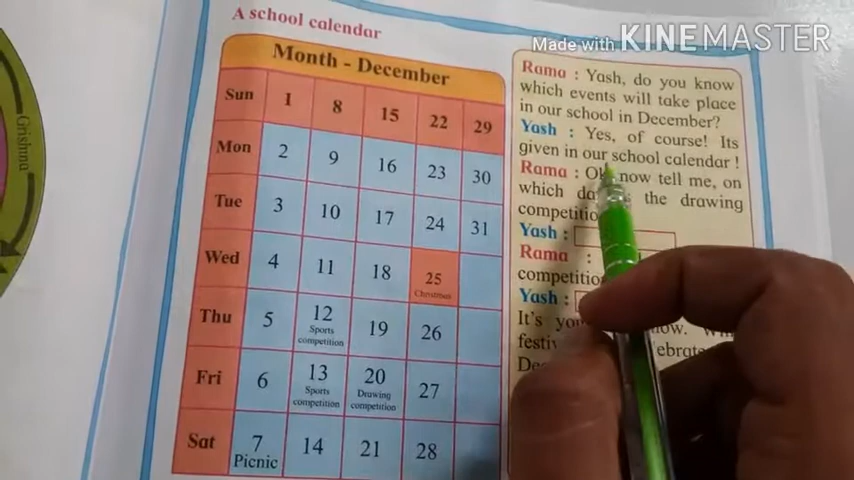 Made with KINEMASTER
A school calendar
Month - December
Sun 1 8 15 22 29
Mon 2 9 16 23 30
Tue 3 10 17 24 31
Wed 4 11 18 25
Christmas
Thu 5 12 19 26
Sports
competition
Fri 6 13 20 27
Sports Drawing
competition competition
Sat 7 14 21 28
Picnic
Rama : Yash, do you know
which events will take place
in our school in December?
Yash : Yes, of course! Its
given in our school calendar !
Rama : now tell me, on
which the drawing
Yash :
Rama :
Yash :
It's
Grishma